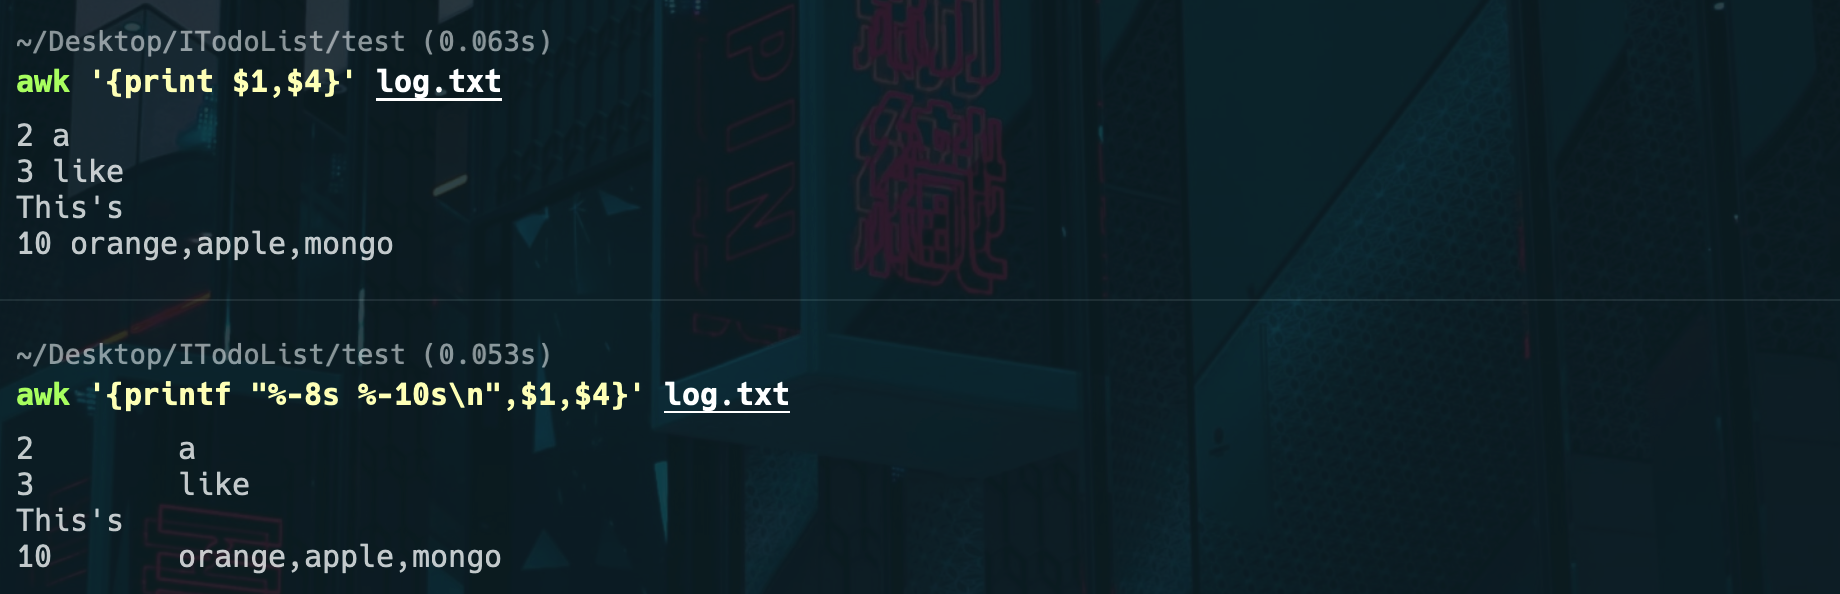 ~/Desktop/ITodoList/test (0.063s)
awk '{print $1,$4}' log.txt
2 a
3 like
This's
10 orange,apple,mongo
~/Desktop/ITodoList/test (0.053s)
awk '{printf "%-8s %-10s\n",$1,$4}' log.txt
2        a
3        like
This's
10       orange,apple,mongo
PIN